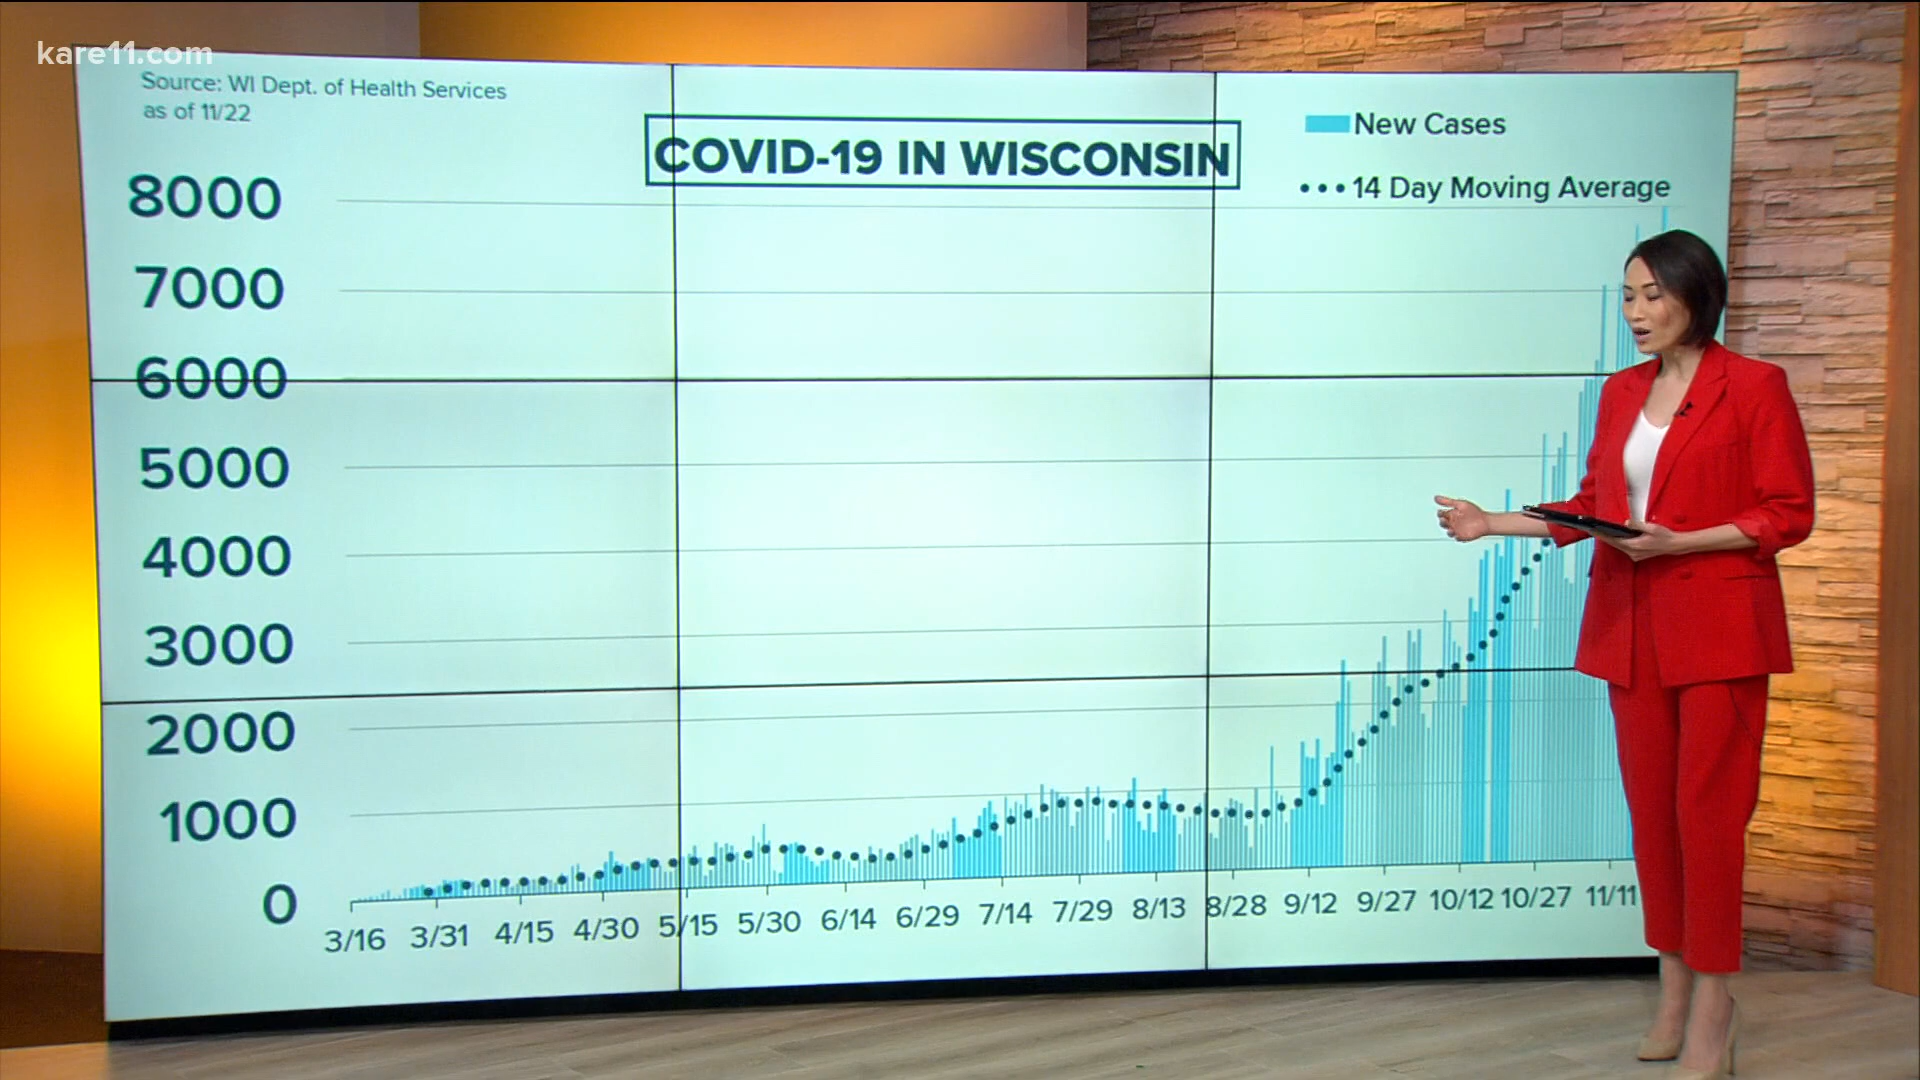 kare11.com
Source: WI Dept. of Health Services
as of 11/22
COVID-19 IN WISCONSIN
New Cases
14 Day Moving Average
8000
7000
6000
5000
4000
3000
2000
1000
0
3/16 3/31 4/15 4/30 5/15 5/30 6/14 6/29 7/14 7/29 8/13 8/28 9/12 9/27 10/12 10/27 11/11